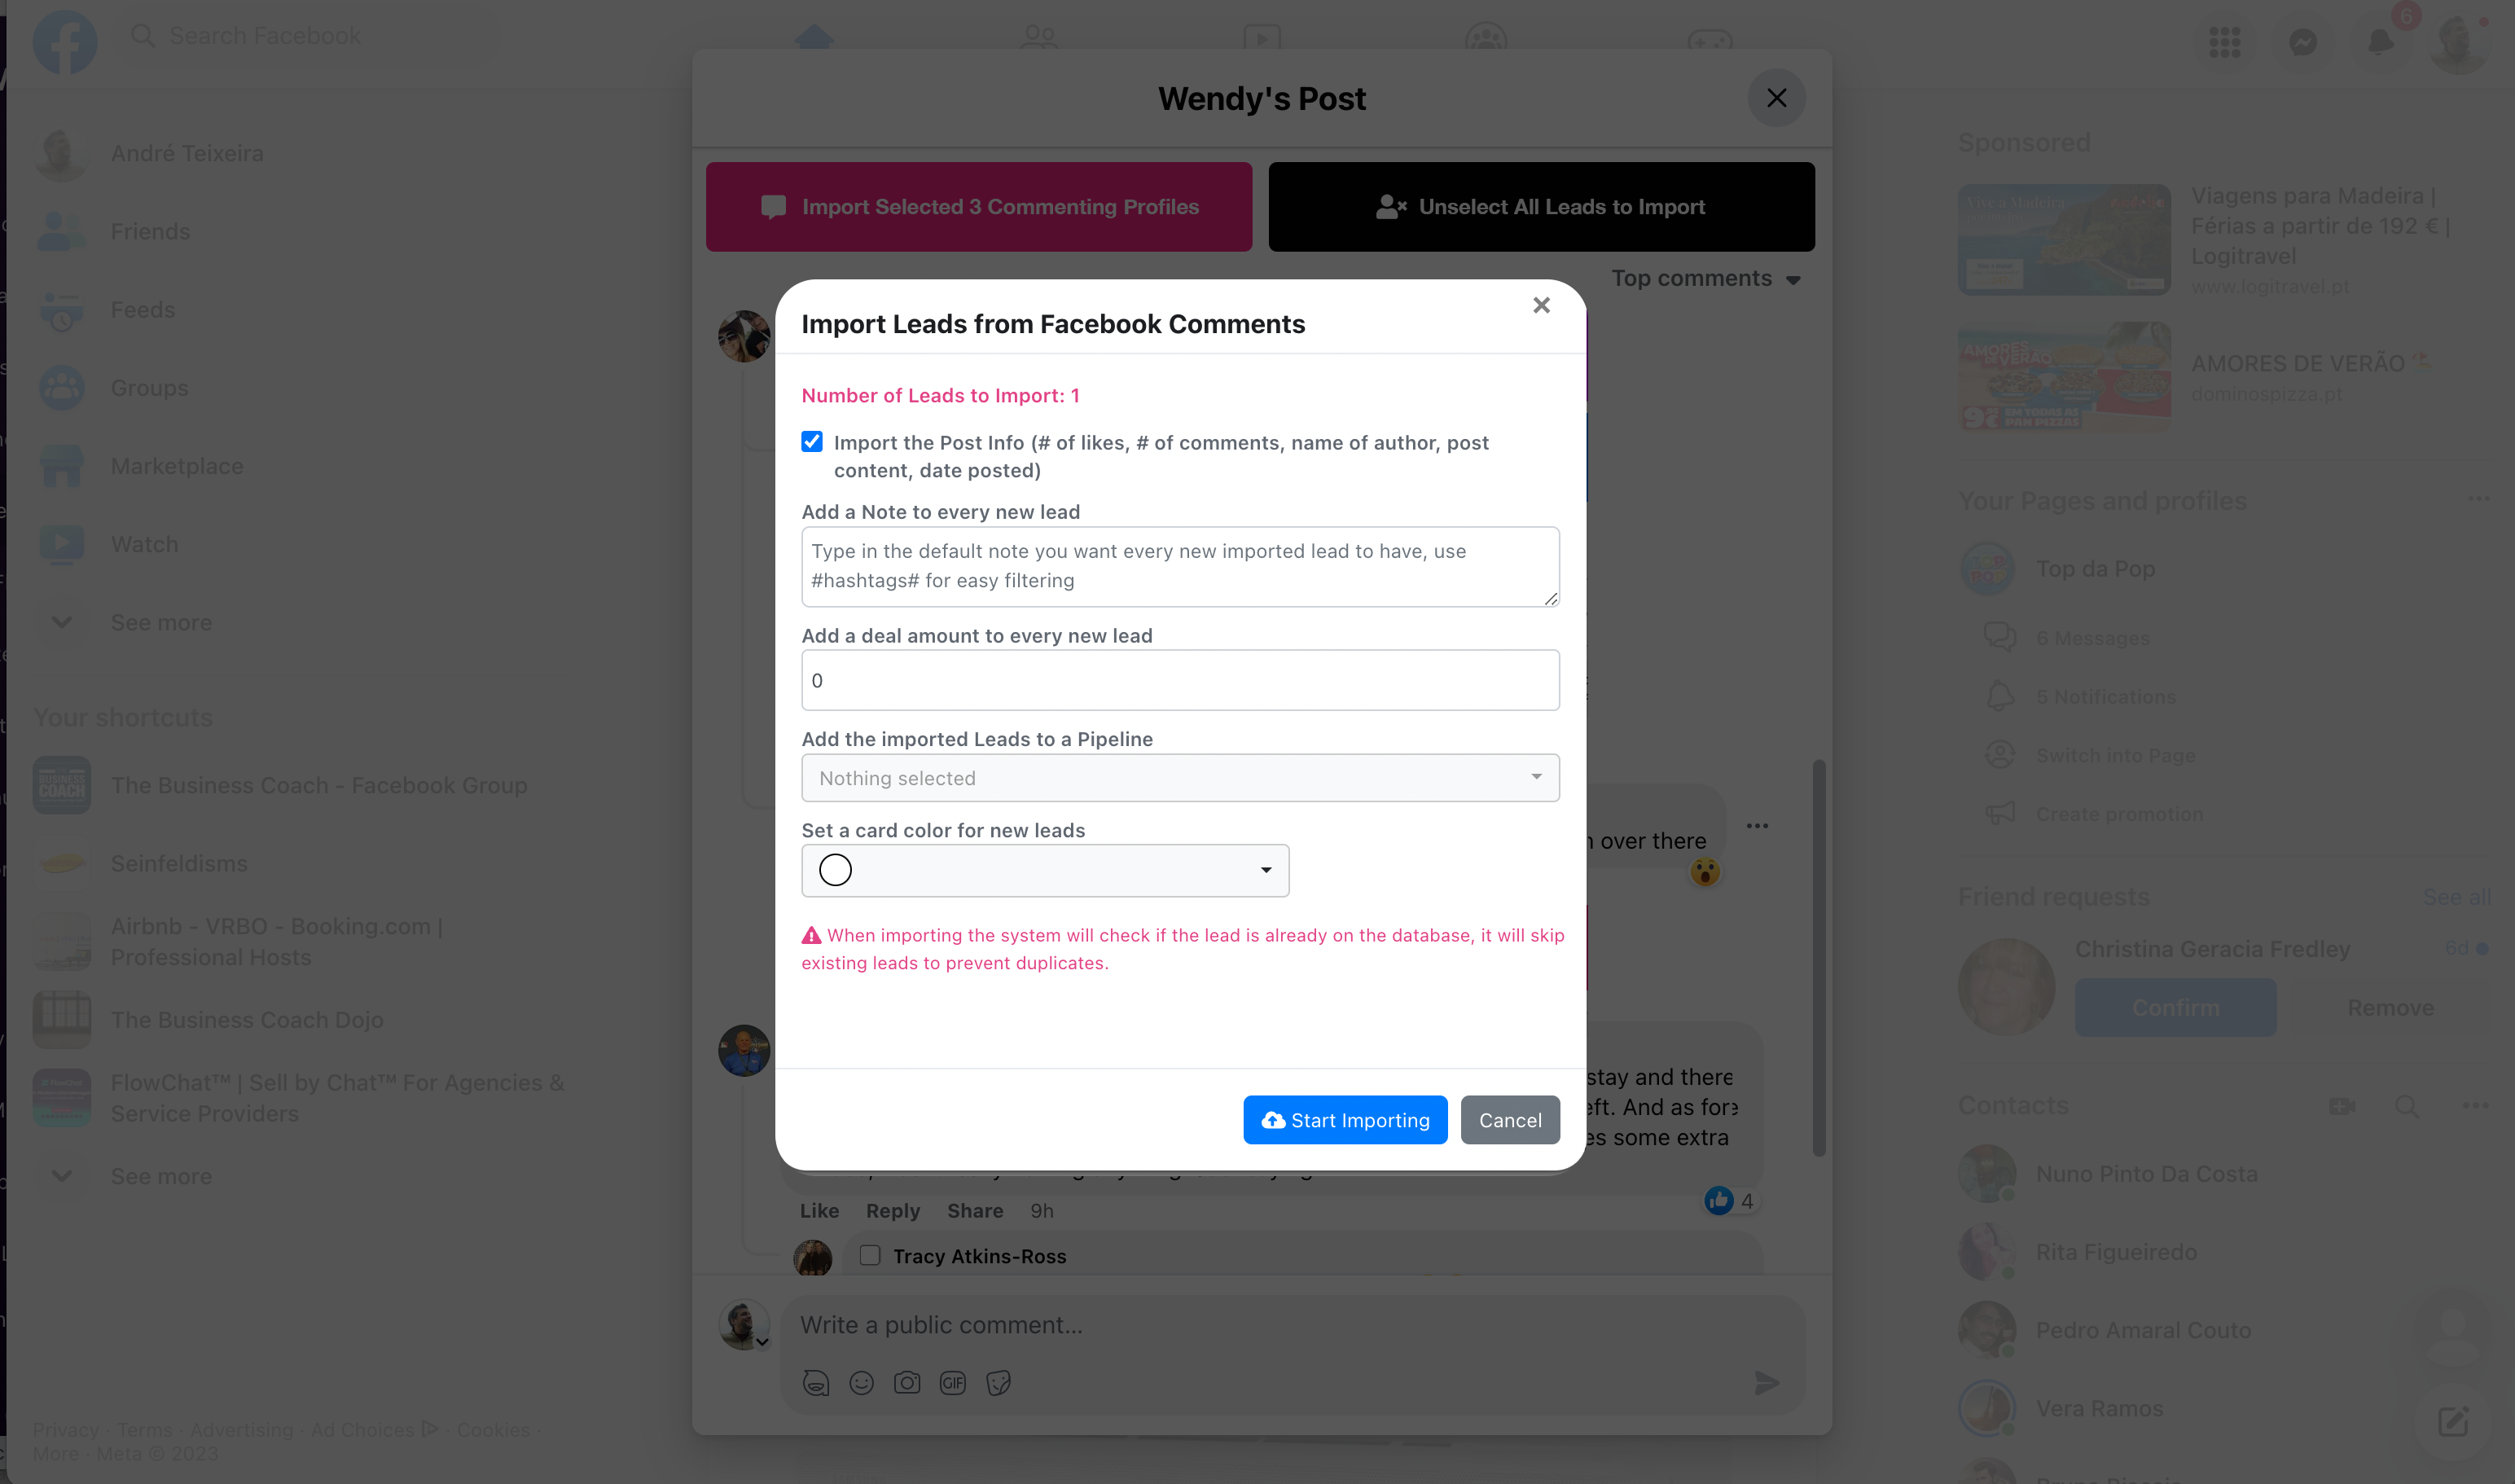 Search Facebook
6
André Teixeira
Friends
Feeds
Groups
Marketplace
Watch
See more
Your shortcuts
The Business Coach - Facebook Group
Seinfeldisms
Airbnb - VRBO - Booking.com |
Professional Hosts
The Business Coach Dojo
FlowChat™ | Sell by Chat™ For Agencies &
Service Providers
See more
Privacy · Terms · Advertising · Ad Choices · Cookies ·
More · Meta © 2023
Wendy's Post
Import Selected 3 Commenting Profiles
Unselect All Leads to Import
Top comments
Import Leads from Facebook Comments
Number of Leads to Import: 1
Import the Post Info (# of likes, # of comments, name of author, post
content, date posted)
Add a Note to every new lead
Type in the default note you want every new imported lead to have, use
#hashtags# for easy filtering
Add a deal amount to every new lead
0
Add the imported Leads to a Pipeline
Nothing selected
Set a card color for new leads
When importing the system will check if the lead is already on the database, it will skip
existing leads to prevent duplicates.
Start Importing
Cancel
over there
stay and there
And as fore
some extra
Like Reply Share 9h
4
Tracy Atkins-Ross
Write a public comment...
GIF
Sponsored
Viagens para Madeira |
Férias a partir de 192 € |
Logitravel
www.logitravel.pt
AMORES
VERÃO
9€
EM TODAS AS
PAN PIZZAS
AMORES DE VERÃO
dominospizza.pt
Your Pages and profiles
TOP
POP
Top da Pop
6 Messages
5 Notifications
Switch into Page
Create promotion
Friend requests
See all
Christina Geracia Fredley
6d
Confirm
Remove
Contacts
Nuno Pinto Da Costa
Rita Figueiredo
Pedro Amaral Couto
Vera Ramos